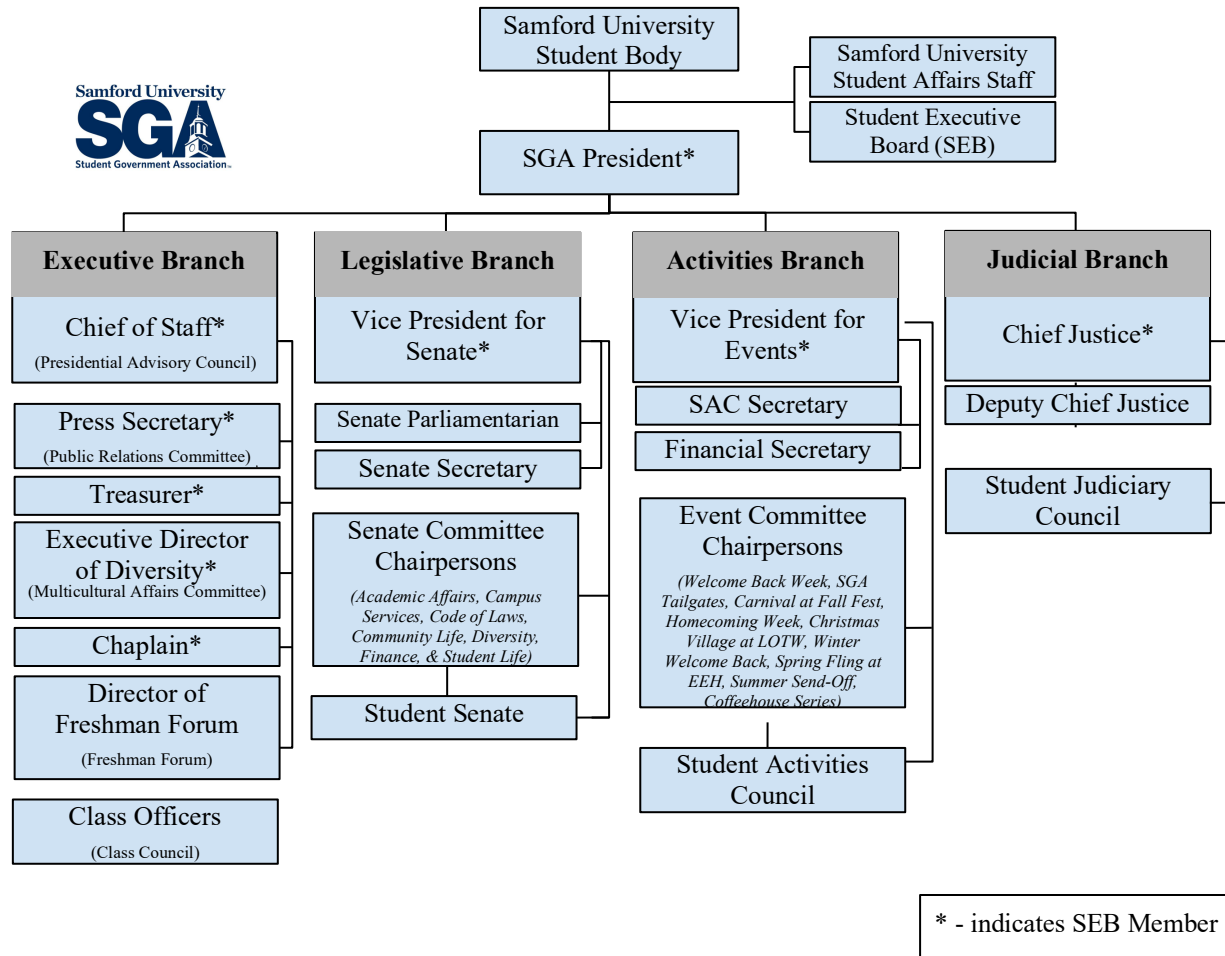 Samford University
Student Body
Samford University
Student Affairs Staff
Student Executive
Board (SEB)
Samford University
SGA
Student Government Association™
SGA President*
Executive Branch
Chief of Staff*
(Presidential Advisory Council)
Press Secretary*
(Public Relations Committee)
Treasurer*
Executive Director
of Diversity*
(Multicultural Affairs Committee)
Chaplain*
Director of
Freshman Forum
(Freshman Forum)
Class Officers
(Class Council)
Legislative Branch
Vice President for
Senate*
Senate Parliamentarian
Senate Secretary
Senate Committee
Chairpersons
(Academic Affairs, Campus
Services, Code of Laws,
Community Life, Diversity,
Finance, & Student Life)
Student Senate
Activities Branch
Vice President for
Events*
SAC Secretary
Financial Secretary
Event Committee
Chairpersons
(Welcome Back Week, SGA
Tailgates, Carnival at Fall Fest,
Homecoming Week, Christmas
Village at LOTW, Winter
Welcome Back, Spring Fling at
EEH, Summer Send-Off,
Coffeehouse Series)
Student Activities
Council
Judicial Branch
Chief Justice*
Deputy Chief Justice
Student Judiciary
Council
* - indicates SEB Member